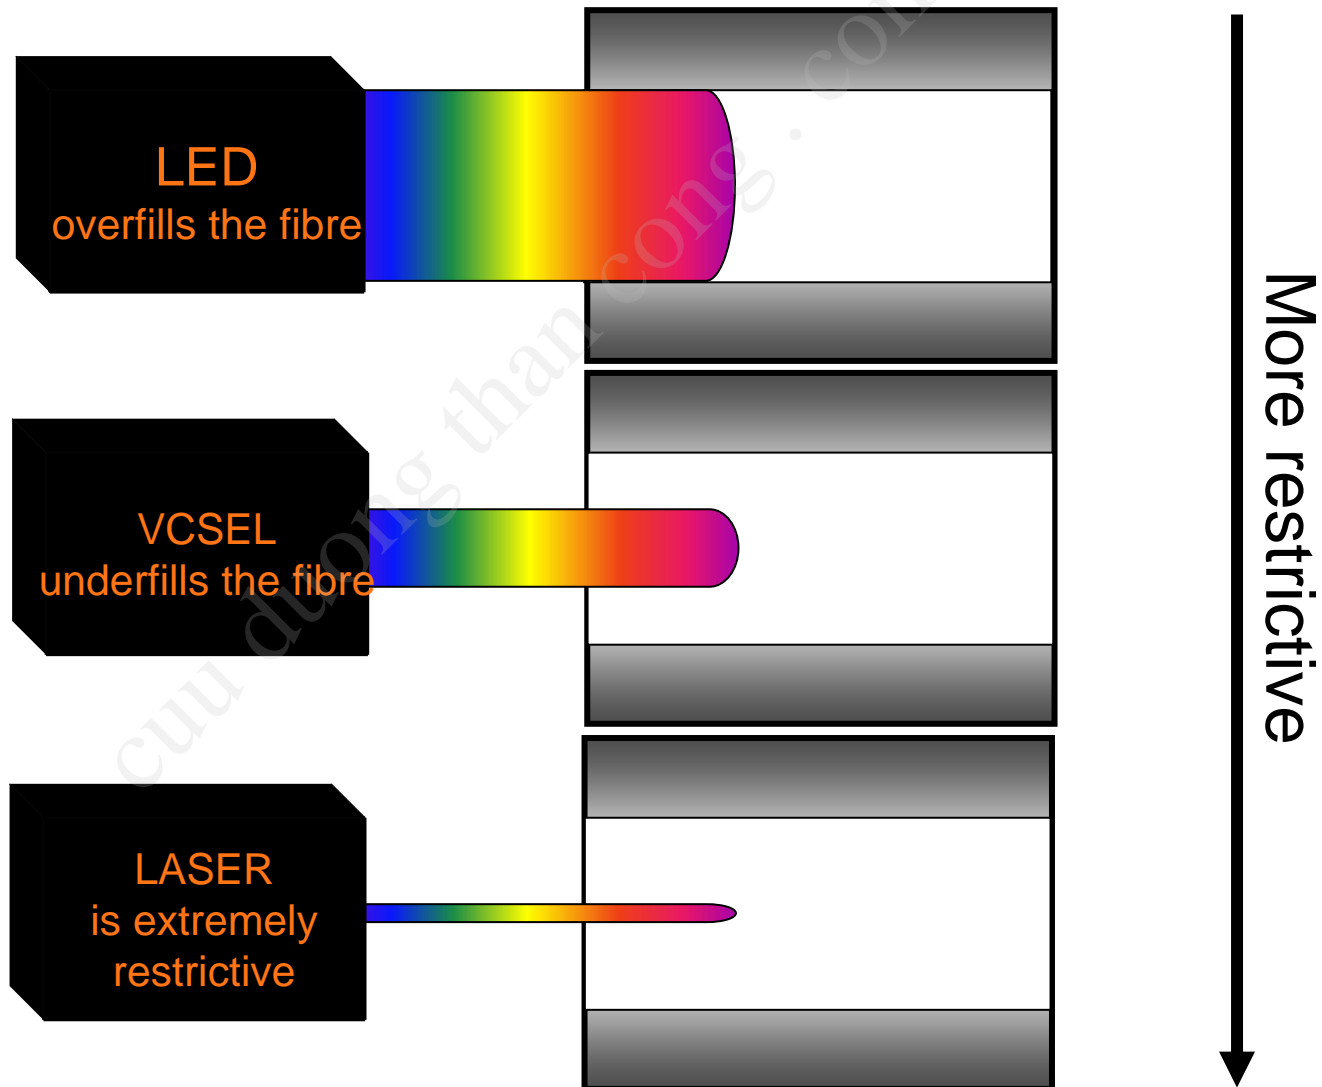 LED
overfills the fibre
VCSEL
underfills the fibre
LASER
is extremely
restrictive
More restrictive
cuu duong than cong . com